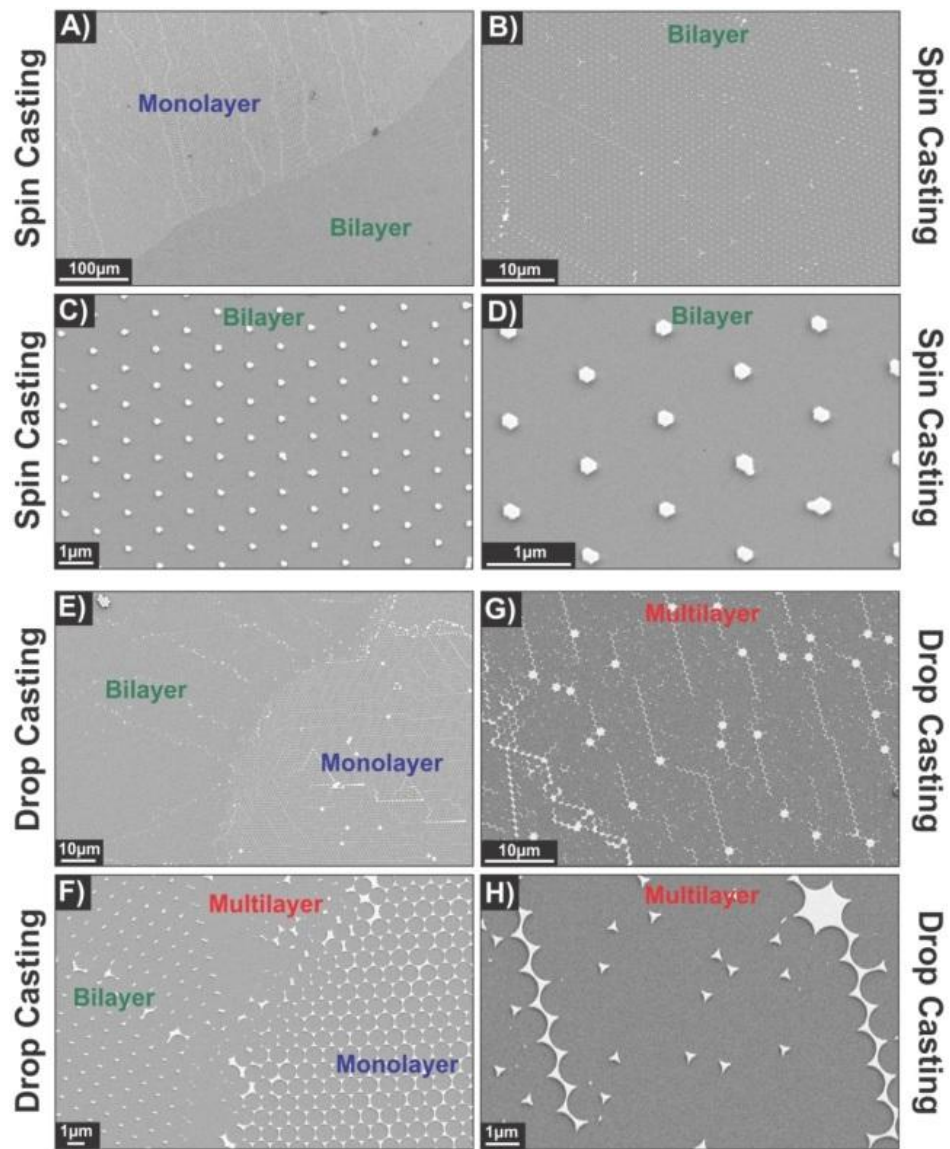 A)
Monolayer
Bilayer
100µm
Spin Casting
B)
Bilayer
10µm
Spin Casting
C)
Bilayer
1µm
Spin Casting
D)
Bilayer
1µm
Spin Casting
E)
Bilayer
Monolayer
10µm
Drop Casting
G)
Multilayer
10µm
Drop Casting
F)
Multilayer
Bilayer
Monolayer
1µm
Drop Casting
H)
Multilayer
1µm
Drop Casting